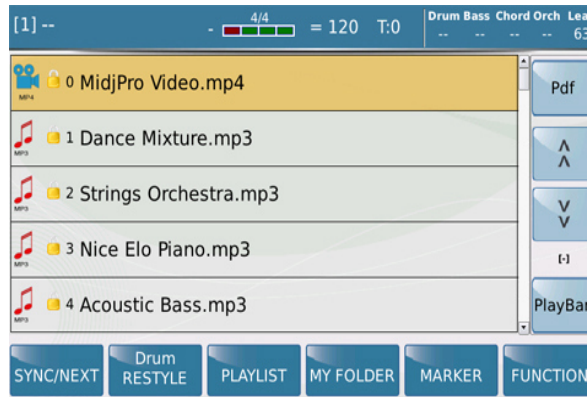 [1] -- - 4/4 = 120 T:0 Drum Bass Chord Orch Lea
-- -- -- -- 63
MP4 0 MidjPro Video.mp4
MP3 1 Dance Mixture.mp3
MP3 2 Strings Orchestra.mp3
MP3 3 Nice Elo Piano.mp3
MP3 4 Acoustic Bass.mp3
Pdf
[-]
PlayBar
SYNC/NEXT Drum RESTYLE PLAYLIST MY FOLDER MARKER FUNCTION